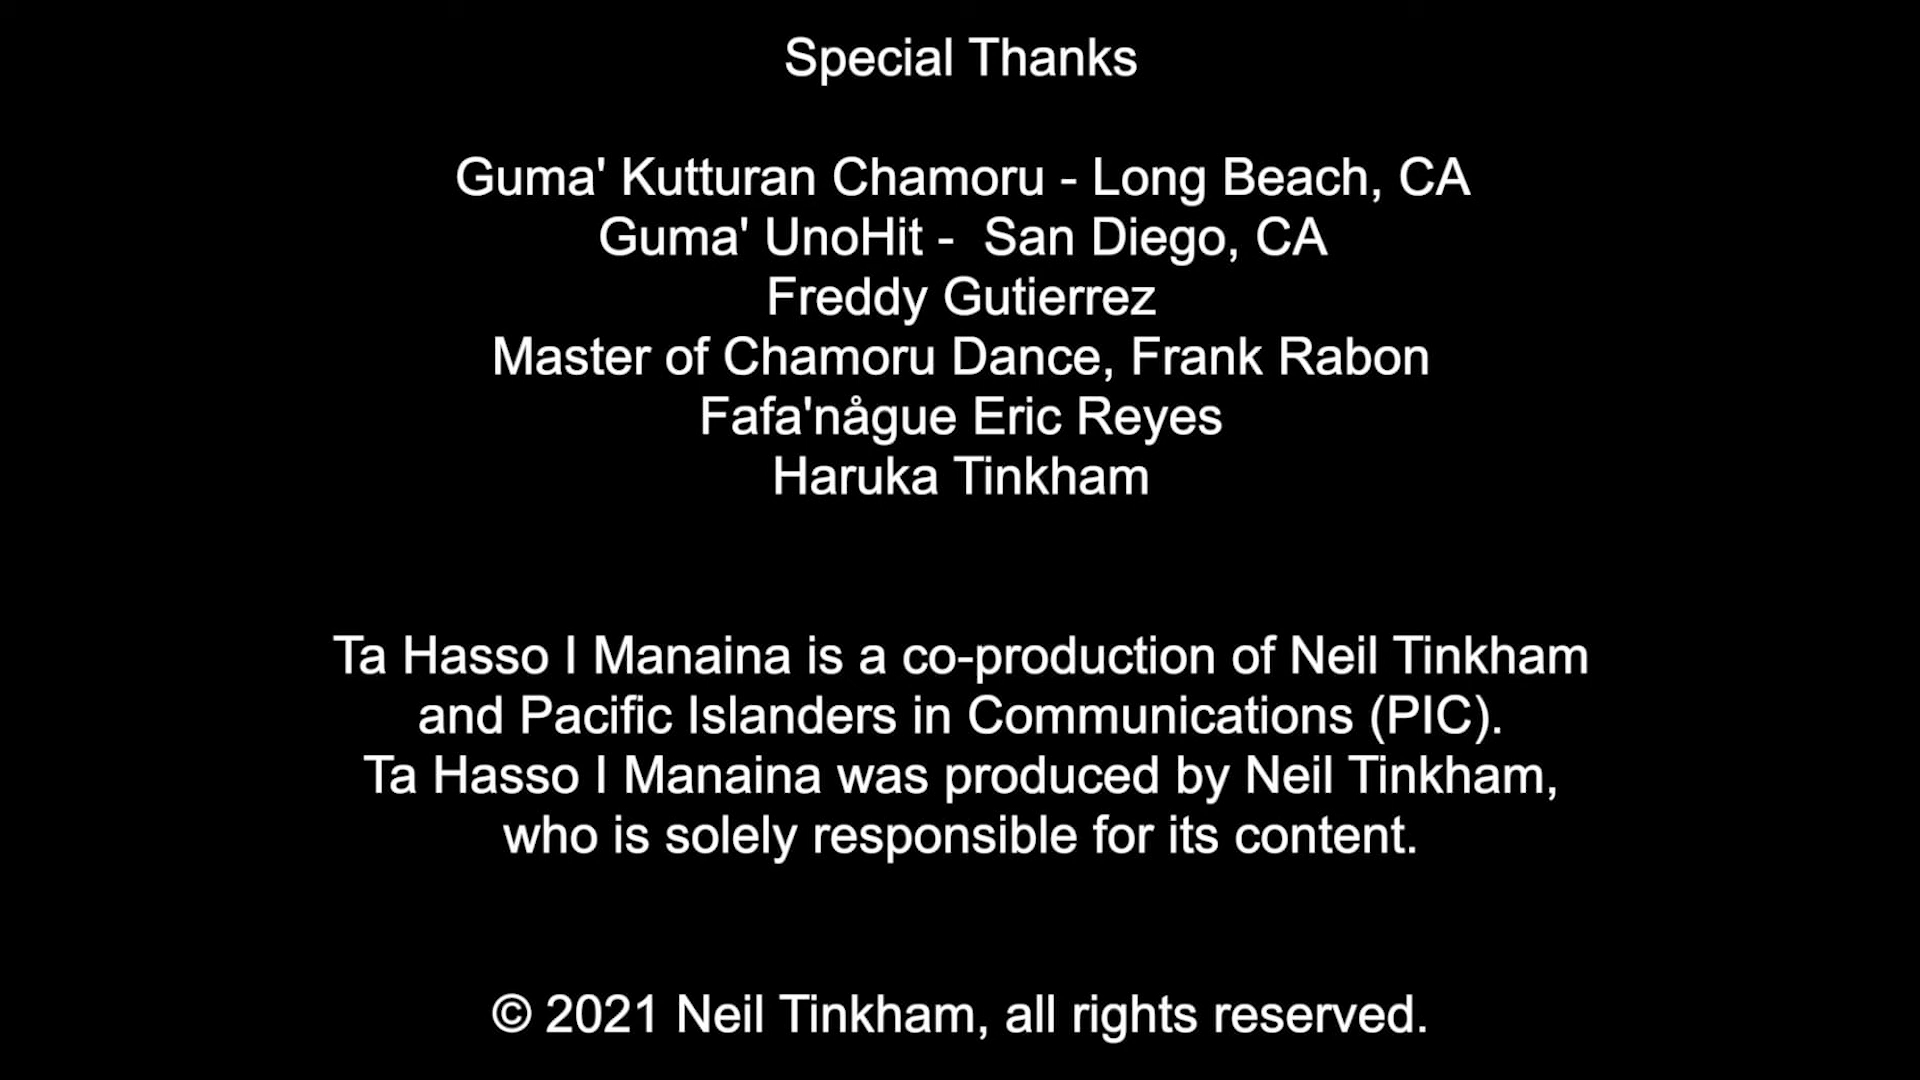 Special Thanks
Guma' Kutturan Chamoru - Long Beach, CA
Guma' UnoHit -  San Diego, CA
Freddy Gutierrez
Master of Chamoru Dance, Frank Rabon
Fafa'någue Eric Reyes
Haruka Tinkham
Ta Hasso I Manaina is a co-production of Neil Tinkham
and Pacific Islanders in Communications (PIC).
Ta Hasso I Manaina was produced by Neil Tinkham,
who is solely responsible for its content.
© 2021 Neil Tinkham, all rights reserved.